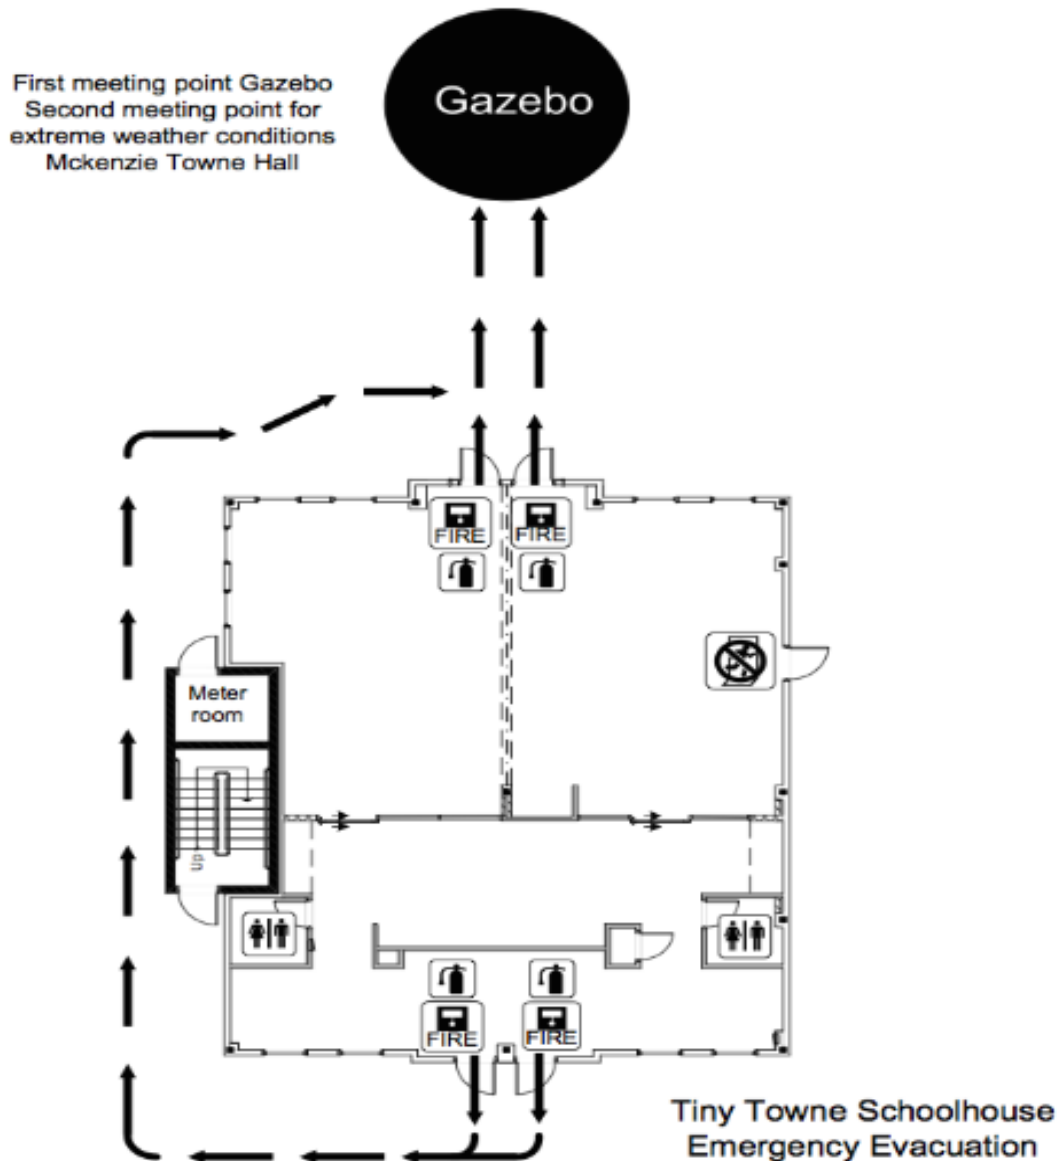 First meeting point Gazebo
Second meeting point for
extreme weather conditions
Mckenzie Towne Hall
Gazebo
FIRE
FIRE
Meter
room
Up
FIRE
FIRE
Tiny Towne Schoolhouse
Emergency Evacuation